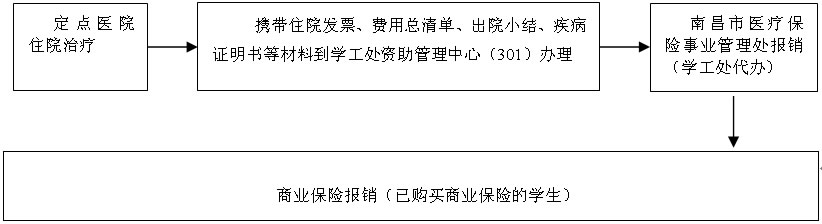 定点医院
住院治疗
携带住院发票、费用总清单、出院小结、疾病
证明书等材料到学工处资助管理中心（301）办理
南昌市医疗保
险事业管理处报销
（学工处代办）
商业保险报销（已购买商业保险的学生）